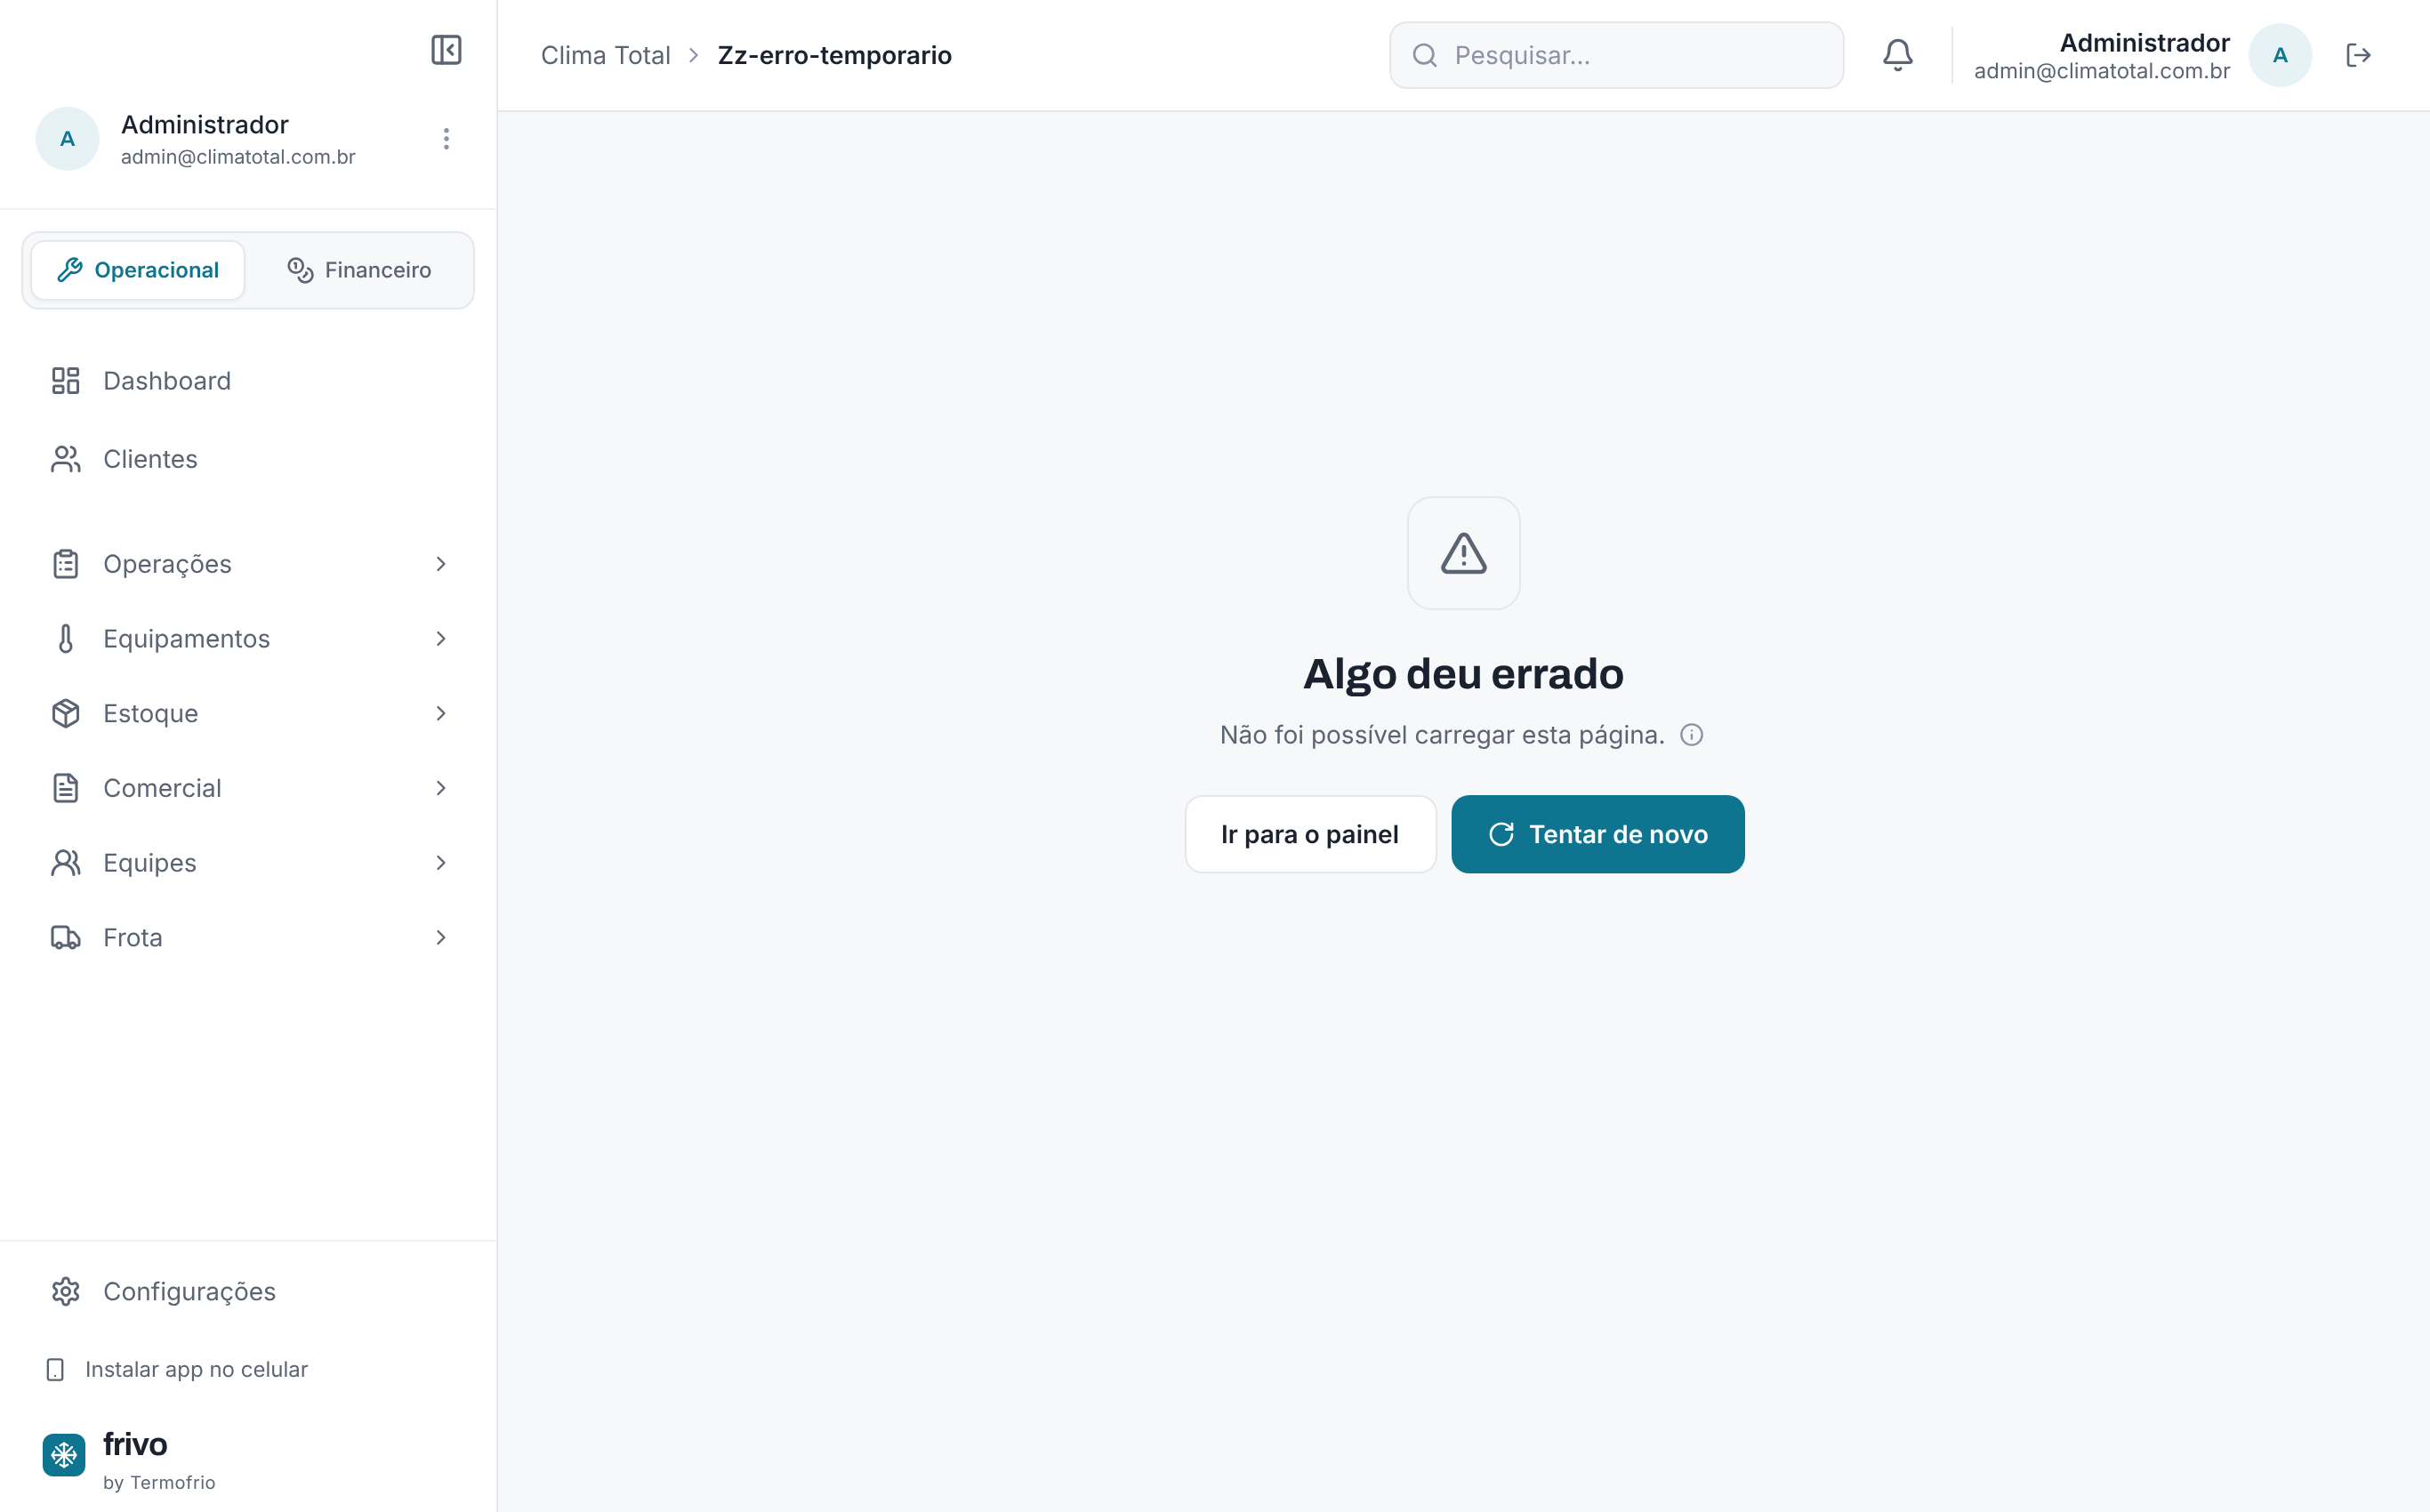 Administrador
admin@climatotal.com.br
Operacional
Financeiro
Dashboard
Clientes
Operações
Equipamentos
Estoque
Comercial
Equipes
Frota
Configurações
Instalar app no celular
frivo
by Termofrio
Clima Total
Zz-erro-temporario
Pesquisar...
Administrador
admin@climatotal.com.br
A
A
Algo deu errado
Não foi possível carregar esta página.
Ir para o painel
Tentar de novo